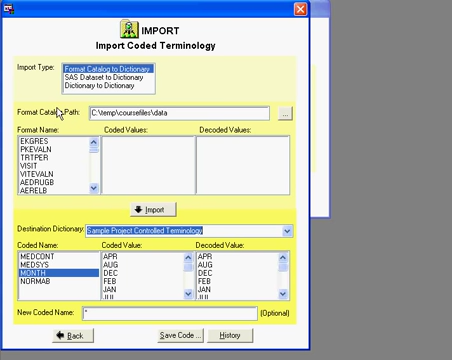 IMPORT
Import Coded Terminology
Import Type:
Format Catalog to Dictionary
SAS Dataset to Dictionary
Dictionary to Dictionary
Format Catalog Path: C:\temp\coursefiles\data ...
Format Name: Coded Values: Decoded Values:
EKGRES
PKEVALN
TRTPER
VISIT
VITEVALN
AEDRUGB
AERELB
Import
Destination Dictionary: Sample Project Controlled Terminology
Coded Name: Coded Value: Decoded Value:
MEDCONT APR APR
MEDSYS AUG AUG
MONTH DEC DEC
NORMAB FEB FEB
JAN JAN
JUL JUL
New Coded Name: * (Optional)
Back Save Code ... History